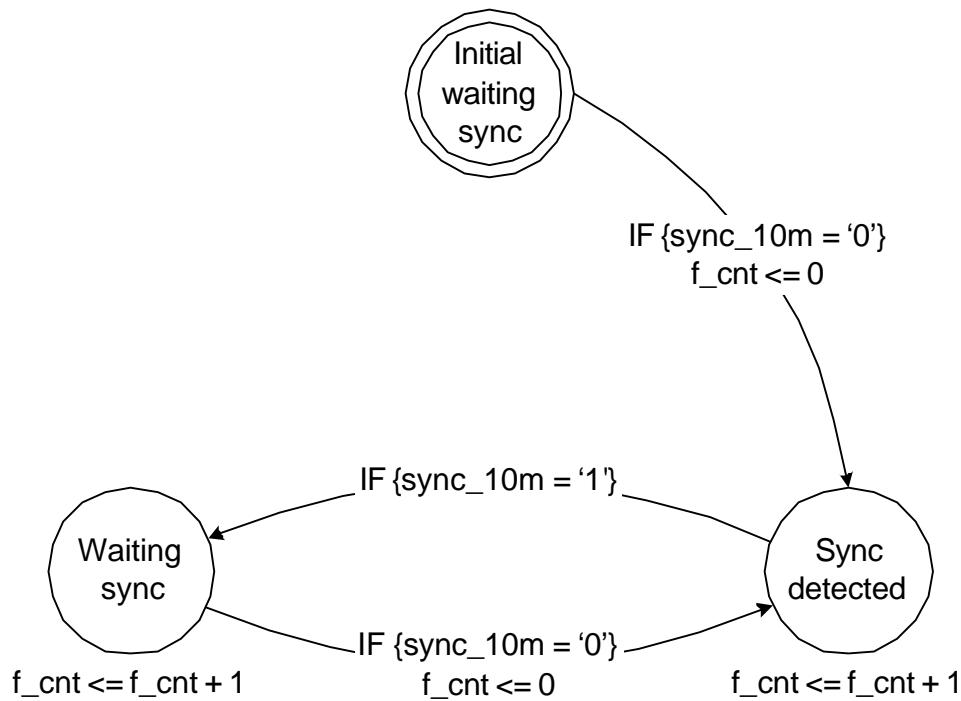 Initial
waiting
sync
IF {sync_10m = ‘0’}
f_cnt <= 0
IF {sync_10m = ‘1'}
Waiting
sync
Sync
detected
IF {sync_10m = ‘0’}
f_cnt <= 0
f_cnt <= f_cnt + 1
f_cnt <= f_cnt + 1